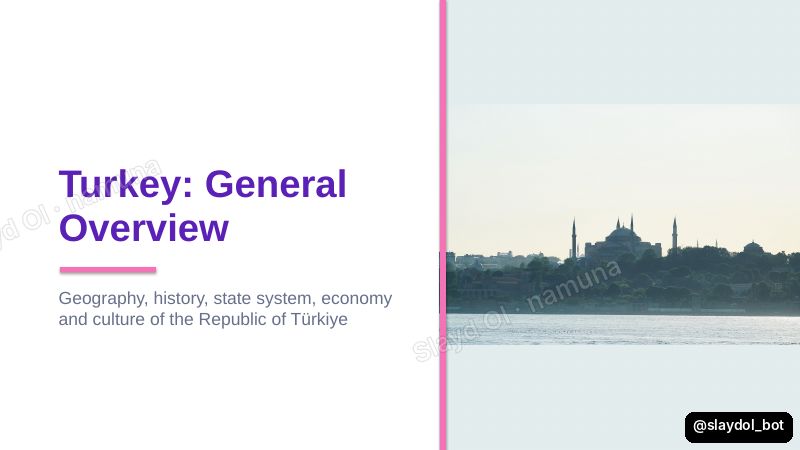 Turkey: General
Overview
Geography, history, state system, economy
and culture of the Republic of Türkiye
yd Ol · namuna
Slayd Ol · namuna
@slaydol_bot